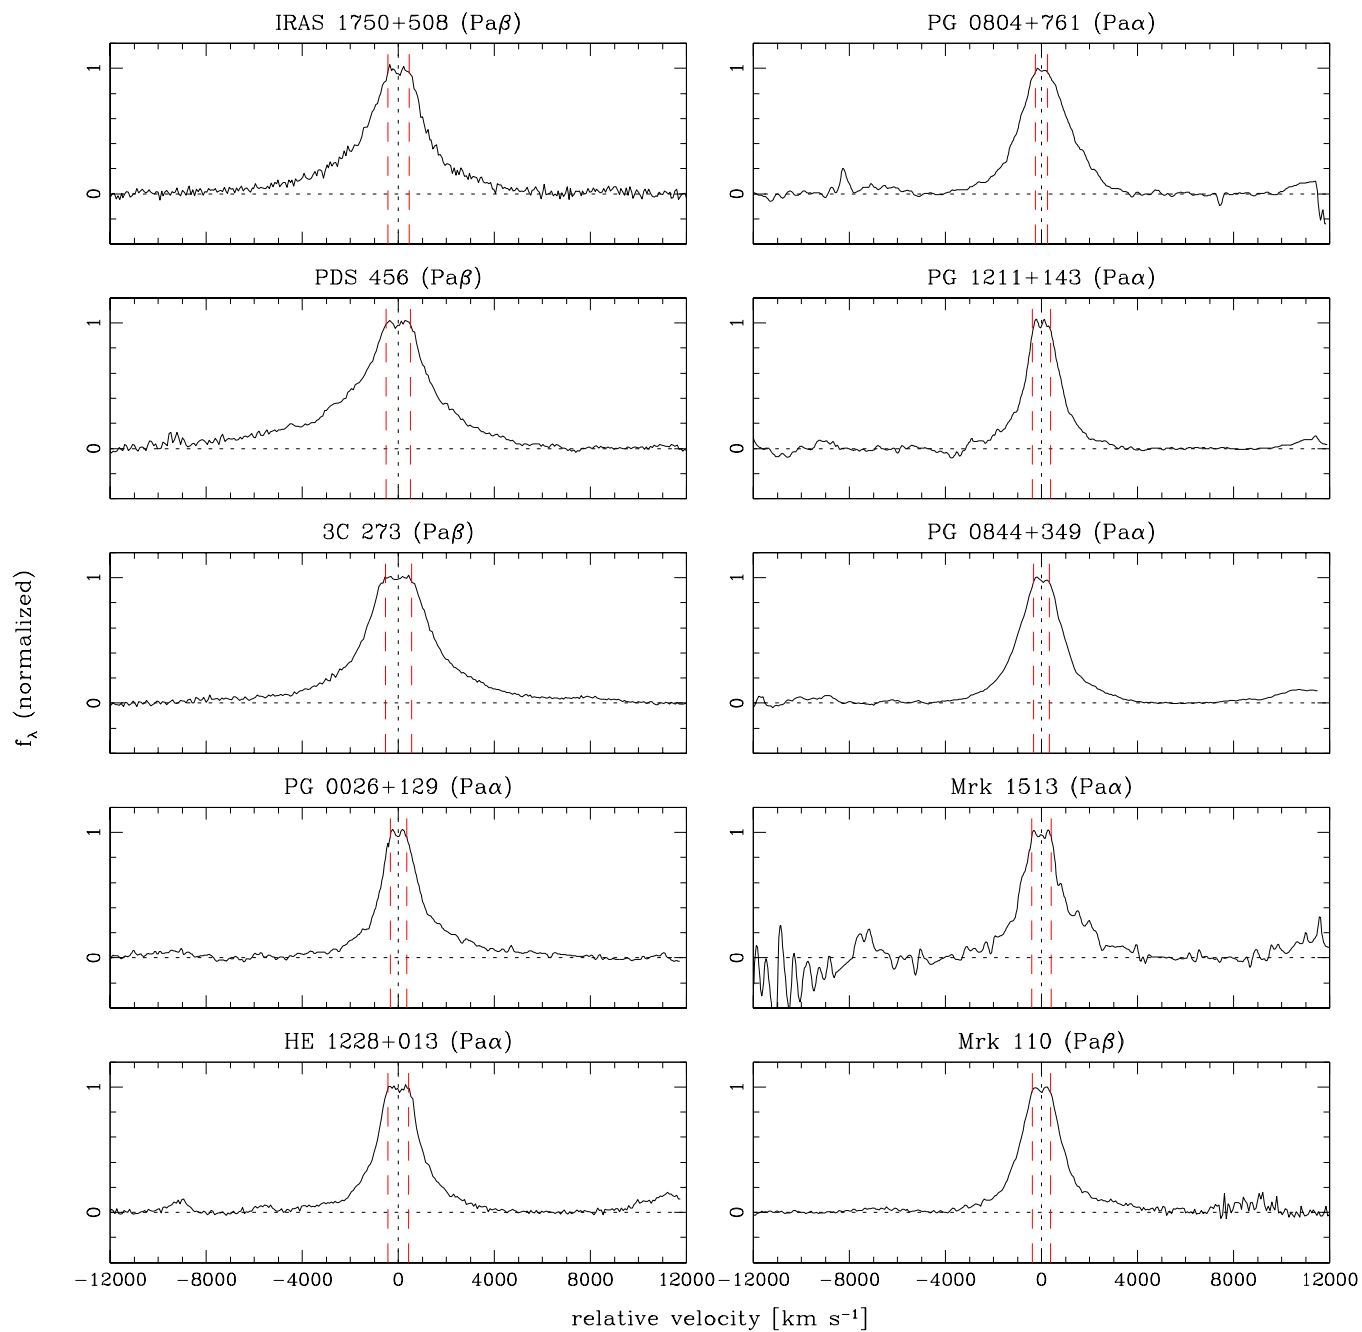 IRAS 1750+508 (Paβ)
PG 0804+761 (Paα)
1
0
1
0
PDS 456 (Paβ)
PG 1211+143 (Paα)
1
0
1
0
3C 273 (Paβ)
PG 0844+349 (Paα)
1
0
1
0
f_λ (normalized)
PG 0026+129 (Paα)
Mrk 1513 (Paα)
1
0
1
0
HE 1228+013 (Paα)
Mrk 110 (Paβ)
1
0
1
0
−12000 −8000 −4000 0 4000 8000 12000
−12000 −8000 −4000 0 4000 8000 12000
relative velocity [km s⁻¹]